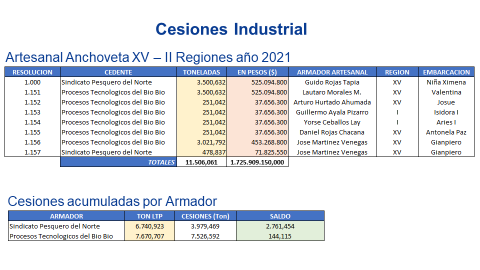 Cesiones Industrial
Artesanal Anchoveta XV – II Regiones año 2021
RESOLUCION CEDENTE TONELADAS EN PESOS ($) ARMADOR ARTESANAL REGION EMBARCACION
1.000 Sindicato Pesquero del Norte 3.500,632 525.094.800 Guido Rojas Tapia XV Niña Ximena
1.151 Procesos Tecnologicos del Bio Bio 3.500,632 525.094.800 Lautaro Morales M. XV Valentina
1.152 Procesos Tecnologicos del Bio Bio 251,042 37.656.300 Arturo Hurtado Ahumada XV Josue
1.153 Procesos Tecnologicos del Bio Bio 251,042 37.656.300 Guillermo Ayala Pizarro I Isidora I
1.154 Procesos Tecnologicos del Bio Bio 251,042 37.656.300 Yorse Ceballos Lay I Aries I
1.155 Procesos Tecnologicos del Bio Bio 251,042 37.656.300 Daniel Rojas Chacana XV Antonela Paz
1.156 Procesos Tecnologicos del Bio Bio 3.021,792 453.268.800 Jose Martinez Venegas XV Gianpiero
1.157 Sindicato Pesquero del Norte 478,837 71.825.550 Jose Martinez Venegas XV Gianpiero
TOTALES 11.506,061 1.725.909.150,000
Cesiones acumuladas por Armador
ARMADOR TON LTP CESIONES (Ton) SALDO
Sindicato Pesquero del Norte 6.740,923 3.979,469 2.761,454
Procesos Tecnologicos del Bio Bio 7.670,707 7.526,592 144,115